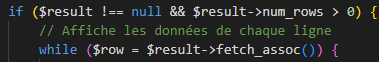 if ($result !== null && $result->num_rows > 0) {
// Affiche les données de chaque ligne
while ($row = $result->fetch_assoc()) {